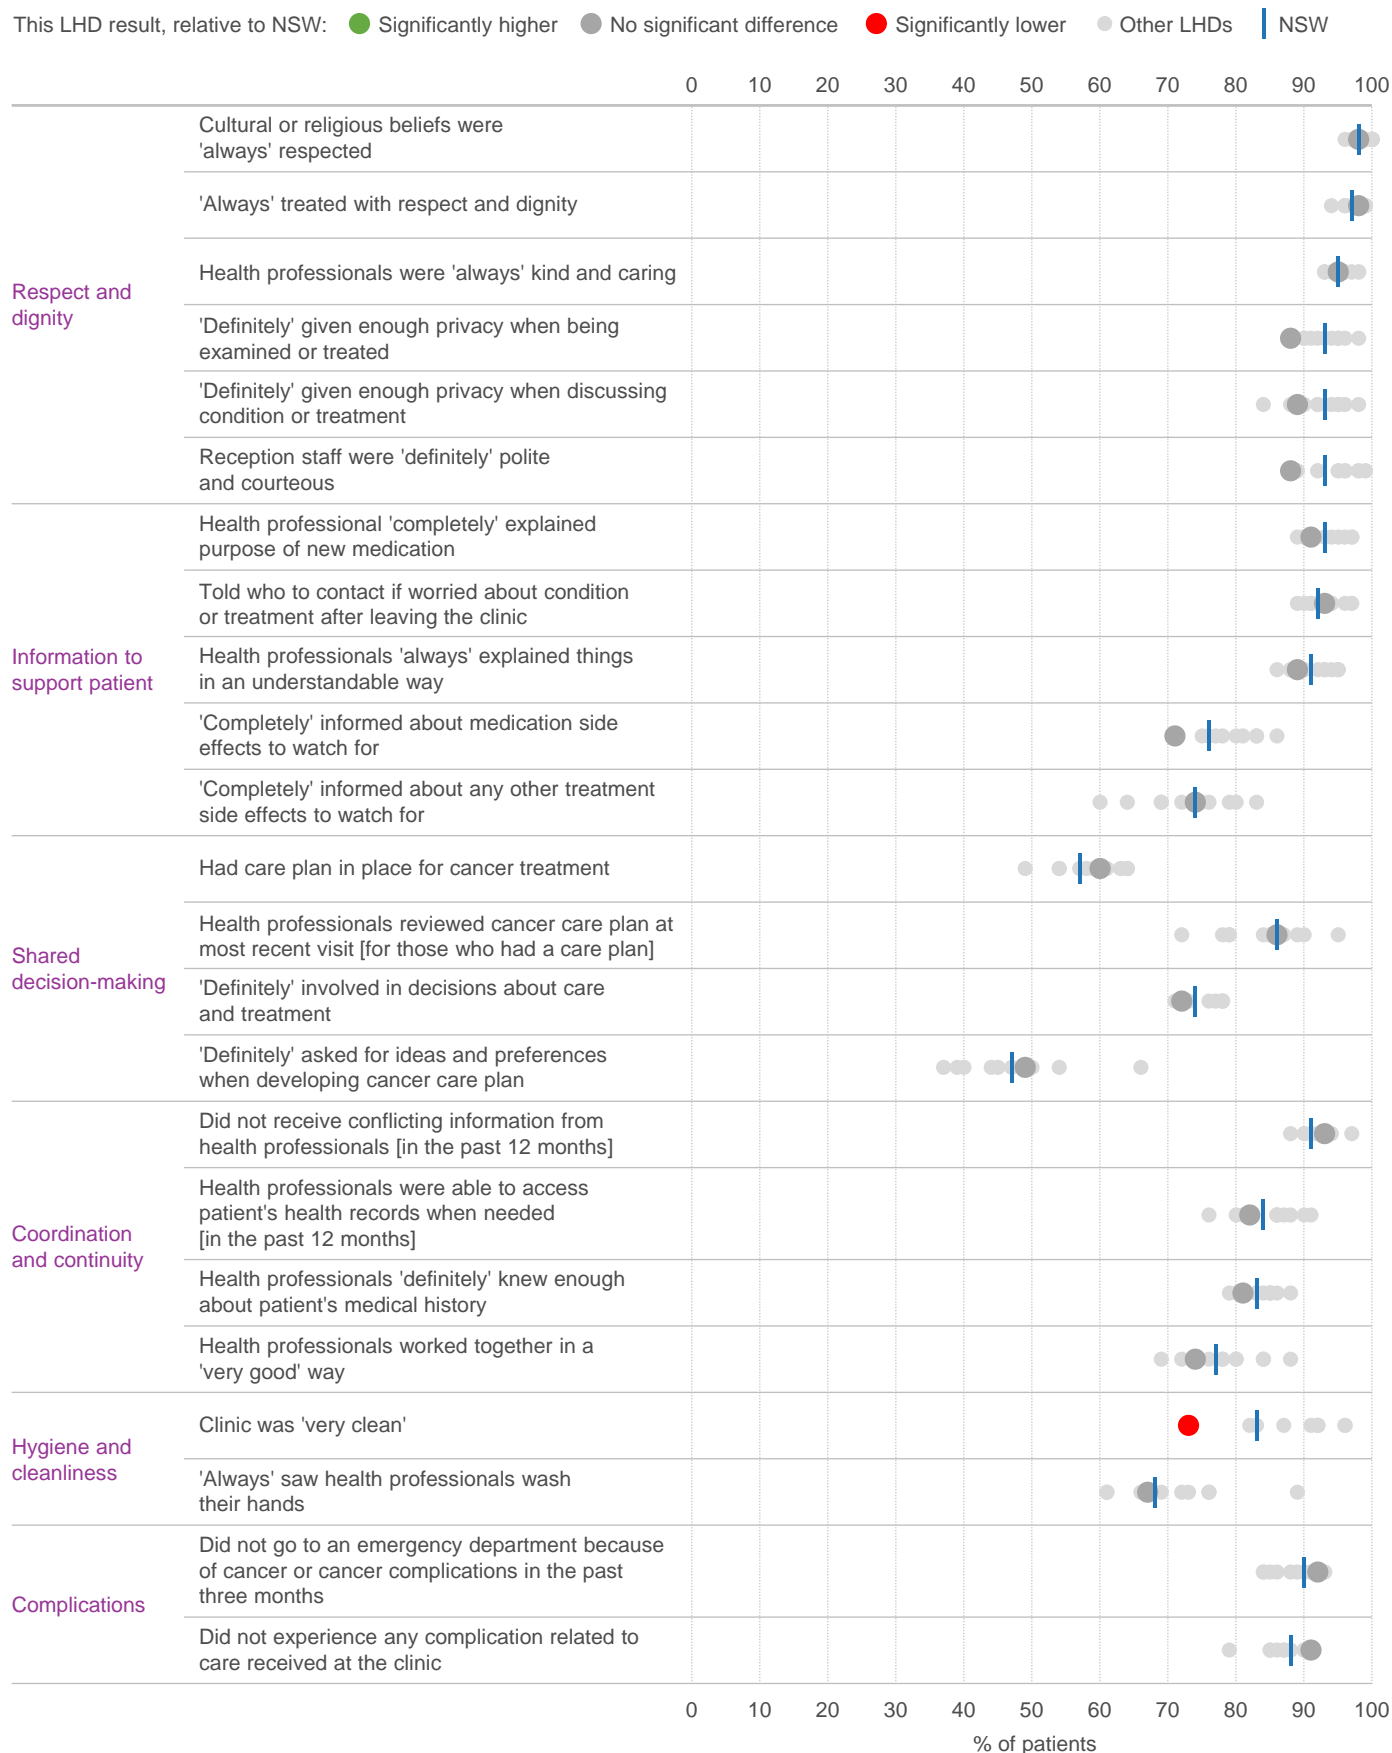 This LHD result, relative to NSW: Significantly higher No significant difference Significantly lower Other LHDs NSW
0 10 20 30 40 50 60 70 80 90 100
Respect and
dignity
Cultural or religious beliefs were
'always' respected
'Always' treated with respect and dignity
Health professionals were 'always' kind and caring
'Definitely' given enough privacy when being
examined or treated
'Definitely' given enough privacy when discussing
condition or treatment
Reception staff were 'definitely' polite
and courteous
Information to
support patient
Health professional 'completely' explained
purpose of new medication
Told who to contact if worried about condition
or treatment after leaving the clinic
Health professionals 'always' explained things
in an understandable way
'Completely' informed about medication side
effects to watch for
'Completely' informed about any other treatment
side effects to watch for
Shared
decision-making
Had care plan in place for cancer treatment
Health professionals reviewed cancer care plan at
most recent visit [for those who had a care plan]
'Definitely' involved in decisions about care
and treatment
'Definitely' asked for ideas and preferences
when developing cancer care plan
Coordination
and continuity
Did not receive conflicting information from
health professionals [in the past 12 months]
Health professionals were able to access
patient's health records when needed
[in the past 12 months]
Health professionals 'definitely' knew enough
about patient's medical history
Health professionals worked together in a
'very good' way
Hygiene and
cleanliness
Clinic was 'very clean'
'Always' saw health professionals wash
their hands
Complications
Did not go to an emergency department because
of cancer or cancer complications in the past
three months
Did not experience any complication related to
care received at the clinic
0 10 20 30 40 50 60 70 80 90 100
% of patients